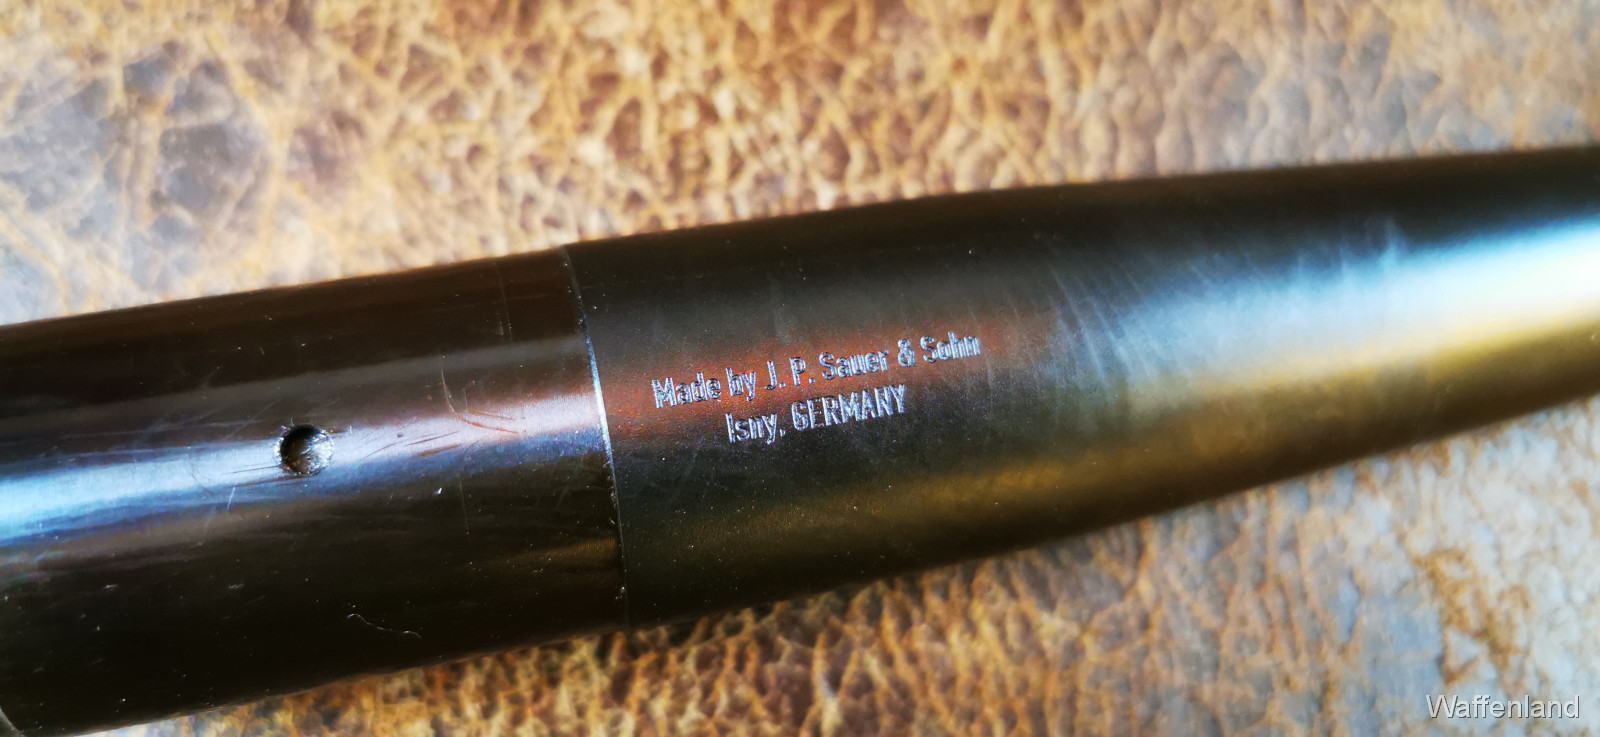 Made by J. P. Sauer & Sohn
Isny, GERMANY
Waffenland